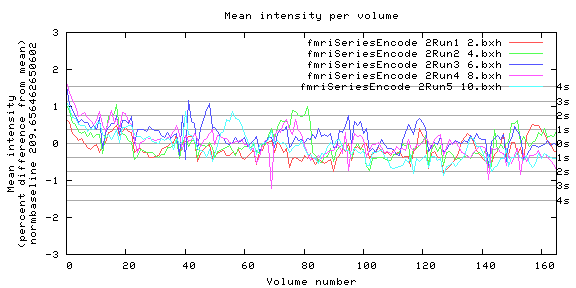 Mean intensity per volume
fmriSeriesEncode 2Run1 2.bxh
fmriSeriesEncode 2Run2 4.bxh
fmriSeriesEncode 2Run3 6.bxh
fmriSeriesEncode 2Run4 8.bxh
fmriSeriesEncode 2Run5 10.bxh
Mean intensity
(percent difference from mean)
normbaseline 209.656462650602
3
2
1
0
-1
-2
-3
4s
3s
2s
1s
0s
1s
2s
3s
4s
0 20 40 60 80 100 120 140 160
Volume number